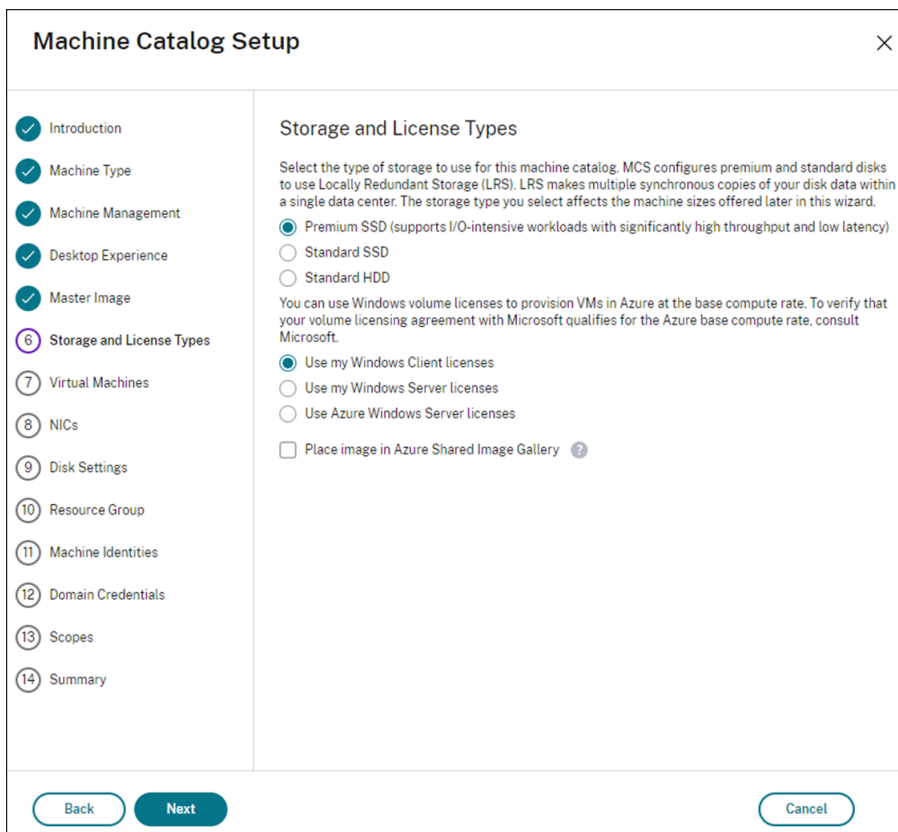 Machine Catalog Setup
Introduction
Machine Type
Machine Management
Desktop Experience
Master Image
6 Storage and License Types
7 Virtual Machines
8 NICs
9 Disk Settings
10 Resource Group
11 Machine Identities
12 Domain Credentials
13 Scopes
14 Summary
Storage and License Types
Select the type of storage to use for this machine catalog. MCS configures premium and standard disks
to use Locally Redundant Storage (LRS). LRS makes multiple synchronous copies of your disk data within
a single data center. The storage type you select affects the machine sizes offered later in this wizard.
Premium SSD (supports I/O-intensive workloads with significantly high throughput and low latency)
Standard SSD
Standard HDD
You can use Windows volume licenses to provision VMs in Azure at the base compute rate. To verify that
your volume licensing agreement with Microsoft qualifies for the Azure base compute rate, consult
Microsoft.
Use my Windows Client licenses
Use my Windows Server licenses
Use Azure Windows Server licenses
Place image in Azure Shared Image Gallery ?
Back
Next
Cancel